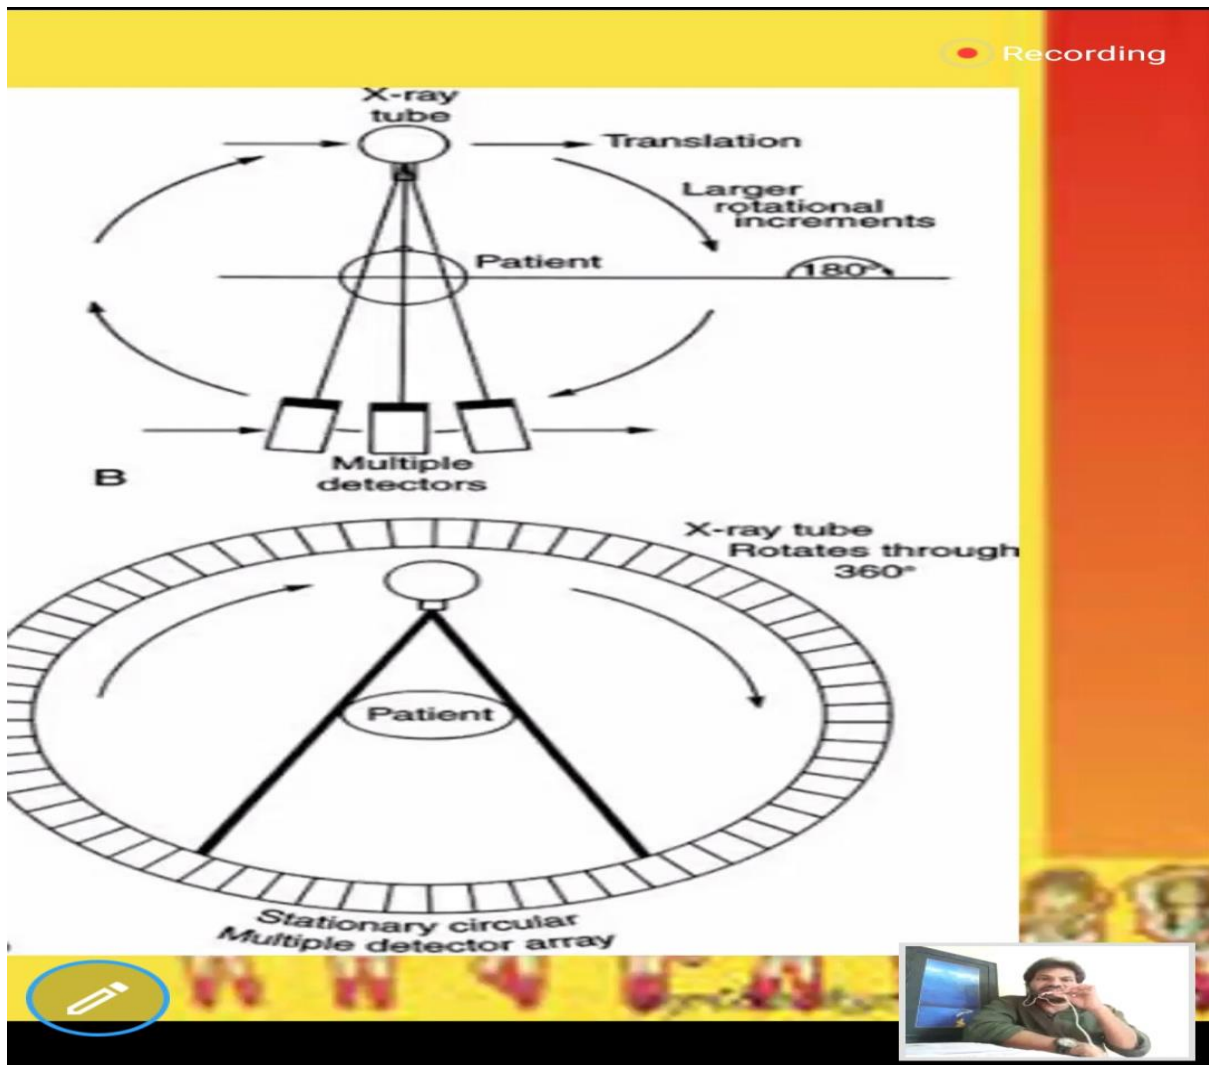 Recording
X-ray
tube
Translation
Larger
rotational
increments
Patient
180°
B
Multiple
detectors
X-ray tube
Rotates through
360°
Patient
Stationary circular
Multiple detector array